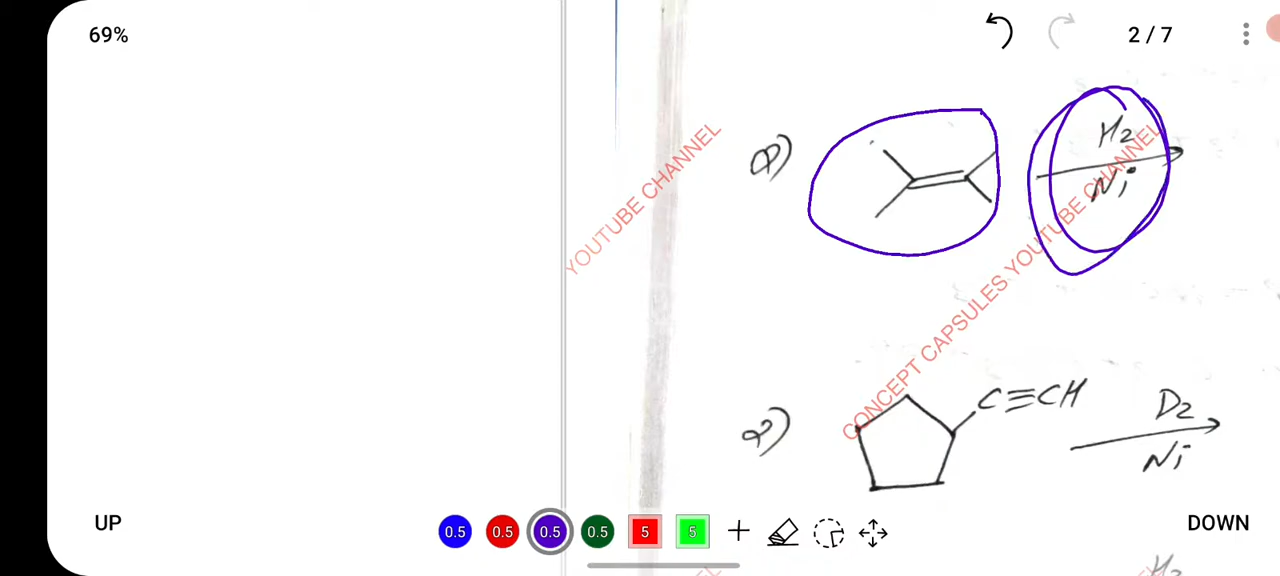 69%
2 / 7
1)
H2
Ni
2)
C≡CH
D2
Ni
YOUTUBE CHANNEL
CONCEPT CAPSULES YOUTUBE CHANNEL
UP
0.5
0.5
0.5
0.5
5
5
DOWN
H2